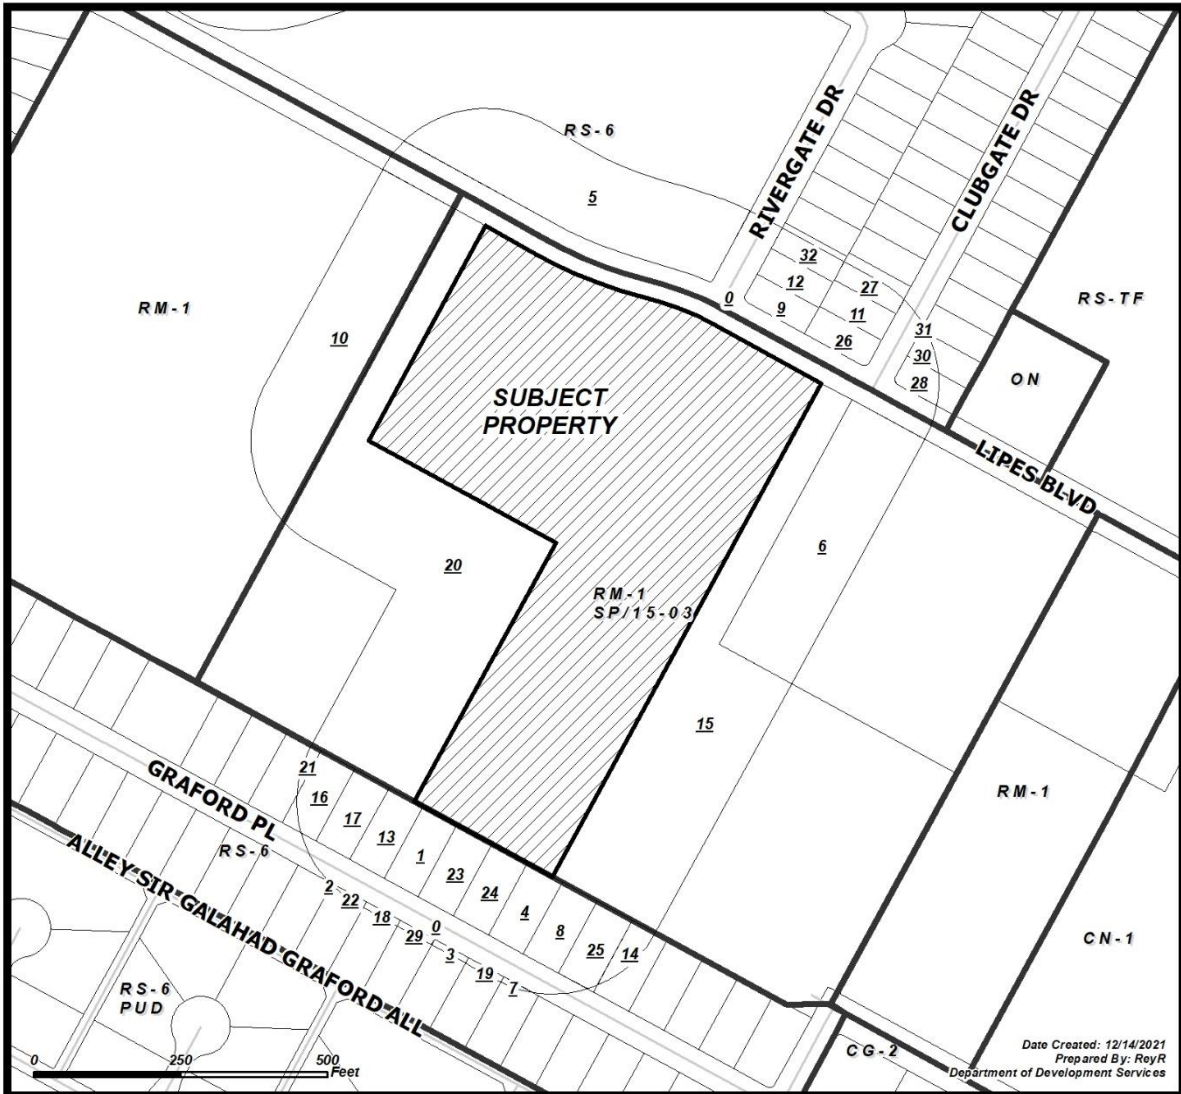 RS-6
5
RIVERGATE DR
CLUBGATE DR
32
12
27
0
9
11
RS-TF
RM-1
10
26
31
30
28
ON
SUBJECT
PROPERTY
LIPES BLVD
6
20
RM-1
SP/15-03
15
21
16
GRAFORD PL
17
13
RM-1
RS-6
1
23
2
22
24
18
4
ALLEY SIR GALAHAD GRAFORD ALL
29
0
8
3
25
14
CN-1
19
7
RS-6
PUD
CG-2
0
250
500
Feet
Date Created: 12/14/2021
Prepared By: ReyR
Department of Development Services